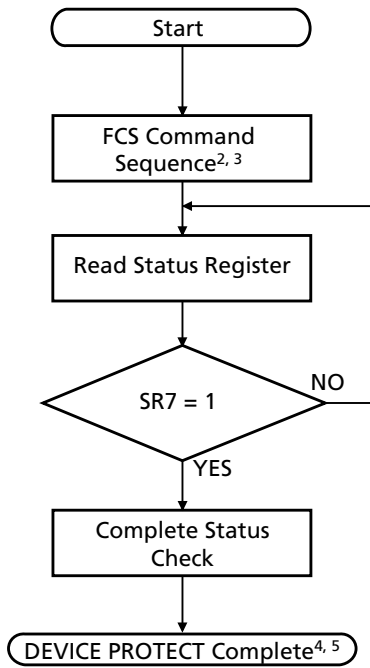 Start
FCS Command
Sequence2, 3
Read Status Register
SR7 = 1
NO
YES
Complete Status
Check
DEVICE PROTECT Complete4, 5